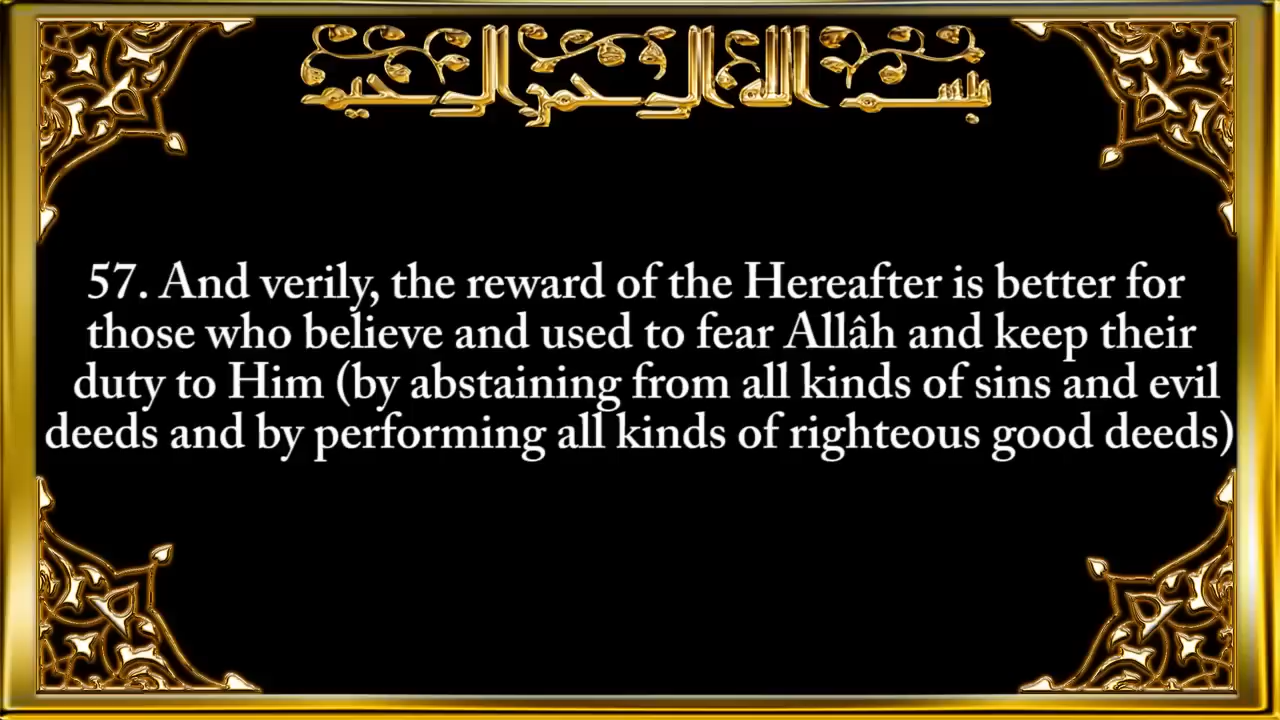 بسم الله الرحمن الرحيم
57. And verily, the reward of the Hereafter is better for
those who believe and used to fear Allâh and keep their
duty to Him (by abstaining from all kinds of sins and evil
deeds and by performing all kinds of righteous good deeds)